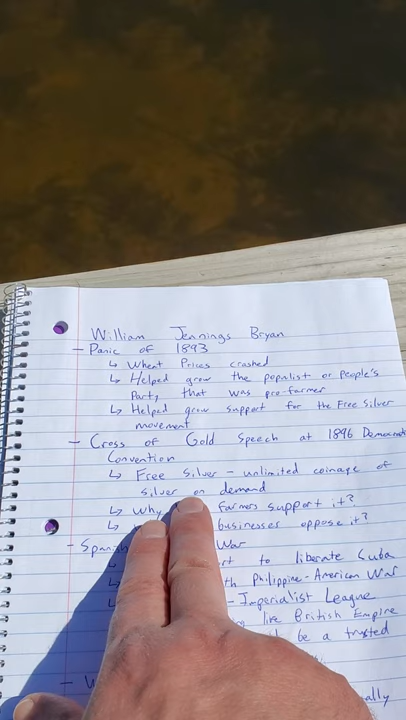 William Jennings Bryan
- Panic of 1893
↳ Wheat Prices crashed
↳ Helped grow the populist or people's
Party that was pro-farmer
↳ Helped grow support for the Free Silver
movement
- Cross of Gold Speech at 1896 Democratic
Convention
↳ Free silver - unlimited coinage of
silver on demand
↳ Why farmers support it?
↳ businesses oppose it?
- War
to liberate Cuba
Philippine-American War
-Imperialist League
like British Empire
be a trusted